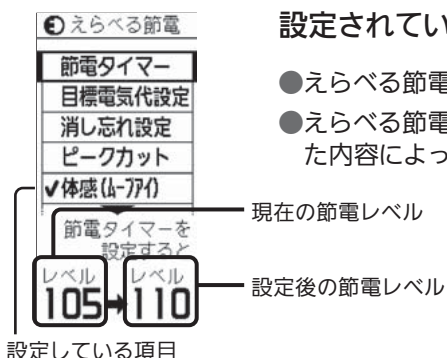 えらべる節電
節電タイマー
目標電気代設定
消し忘れ設定
ピークカット
✔体感(ムーブアイ)
節電タイマーを
設定すると
レベル レベル
105➡110
設定されてい
●えらべる節電
●えらべる節電
た内容によっ
現在の節電レベル
設定後の節電レベル
設定している項目